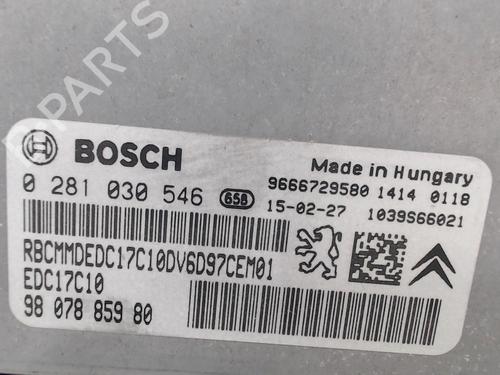 B PARTS
BOSCH
Made in Hungary
0 281 030 546 658
9666729580 1414 0118
15-02-27 1039S66021
RBCMMDEDC17C10DV6D97CEM01
EDC17C10
98 078 859 80